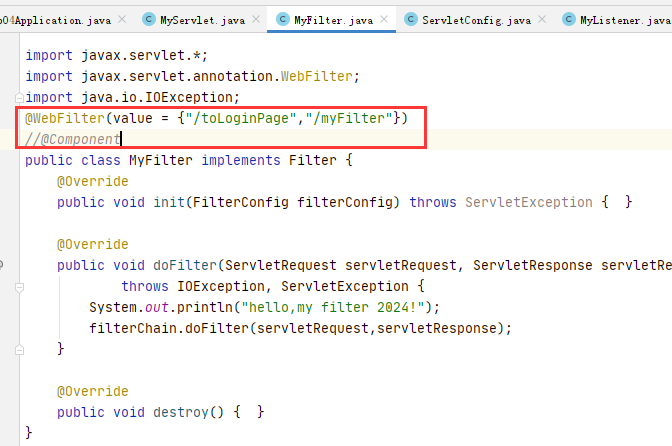 o04Application.java MyServlet.java MyFilter.java ServletConfig.java MyListener.java
import javax.servlet.*;
import javax.servlet.annotation.WebFilter;
import java.io.IOException;
@WebFilter(value = {"/toLoginPage","/myFilter"})
//@Component
public class MyFilter implements Filter {
@Override
public void init(FilterConfig filterConfig) throws ServletException {  }
@Override
public void doFilter(ServletRequest servletRequest, ServletResponse servletRe
throws IOException, ServletException {
System.out.println("hello,my filter 2024!");
filterChain.doFilter(servletRequest,servletResponse);
}
@Override
public void destroy() {  }
}